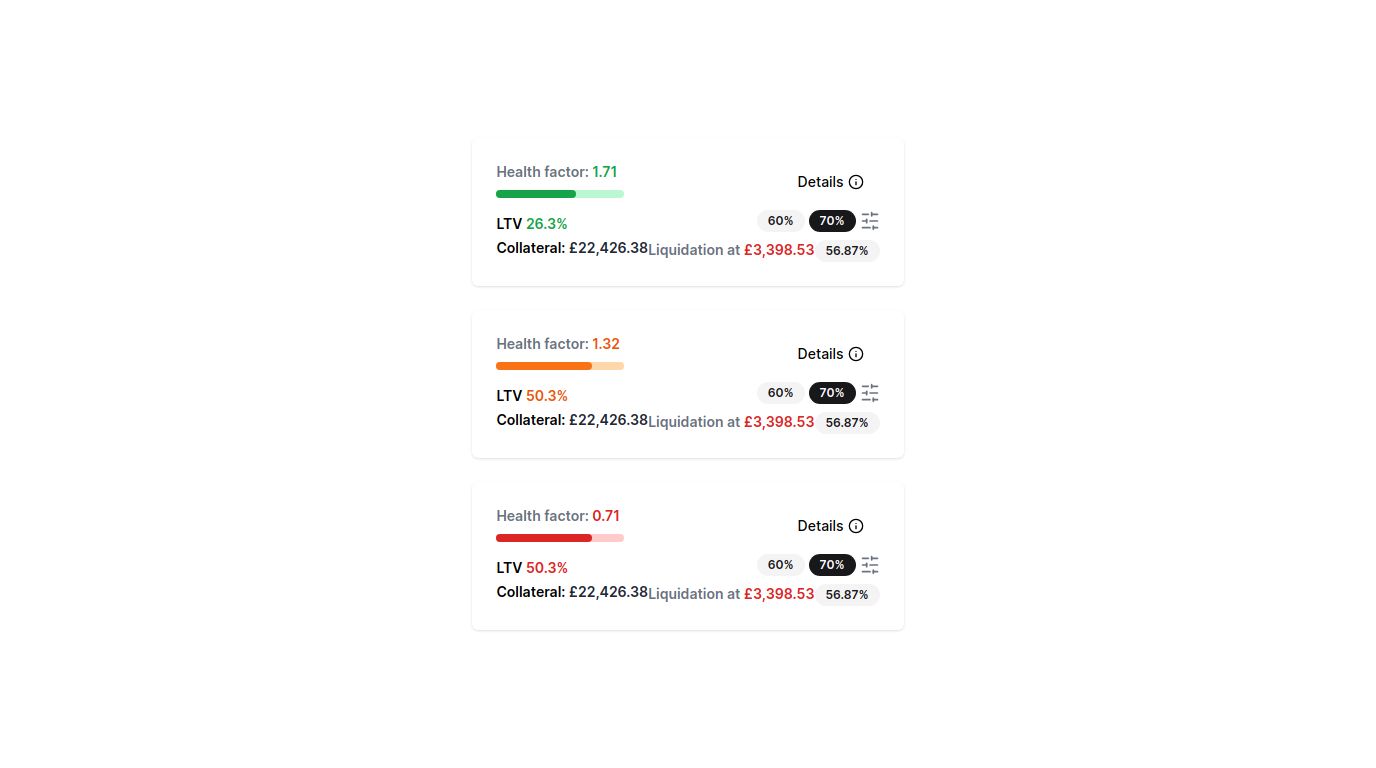 Health factor: 1.71
Details
LTV 26.3%
60% 70%
Collateral: £22,426.38
Liquidation at £3,398.53 56.87%
Health factor: 1.32
Details
LTV 50.3%
60% 70%
Collateral: £22,426.38
Liquidation at £3,398.53 56.87%
Health factor: 0.71
Details
LTV 50.3%
60% 70%
Collateral: £22,426.38
Liquidation at £3,398.53 56.87%